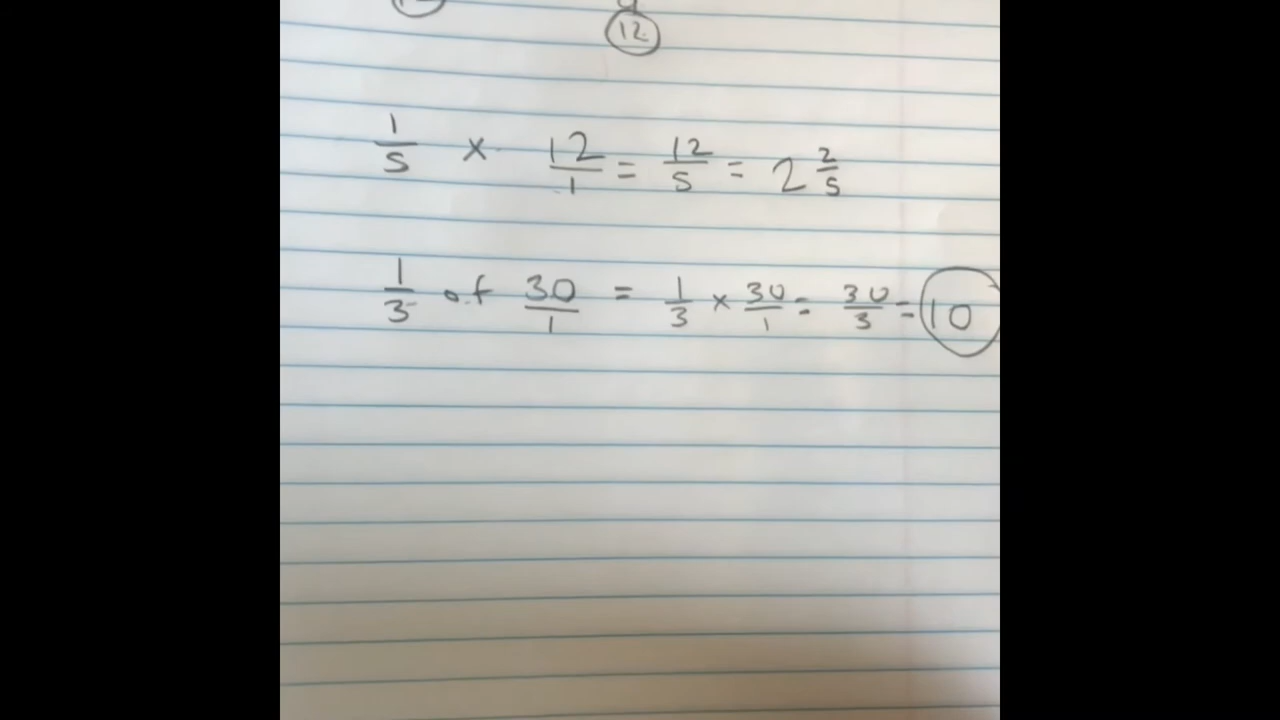 12
1/5 × 12/1 = 12/5 = 2 2/5
1/3 of 30/1 = 1/3 × 30/1 = 30/3 = 10